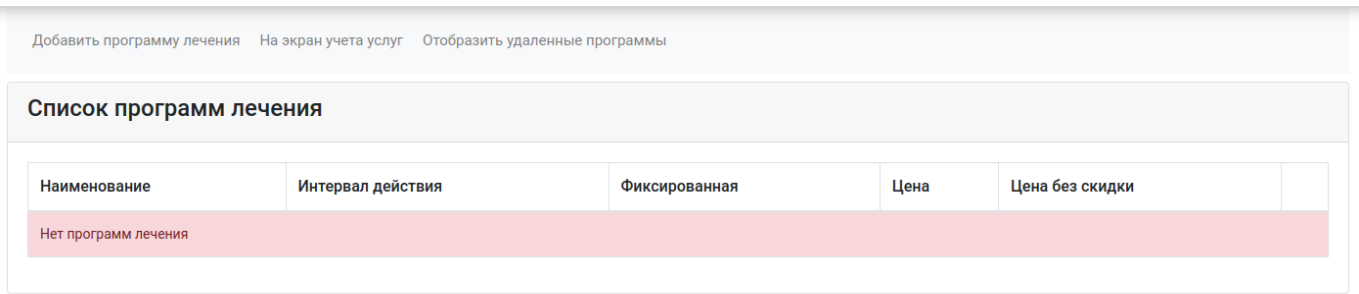 Добавить программу лечения На экран учета услуг Отобразить удаленные программы
Список программ лечения
Наименование Интервал действия Фиксированная Цена Цена без скидки
Нет программ лечения